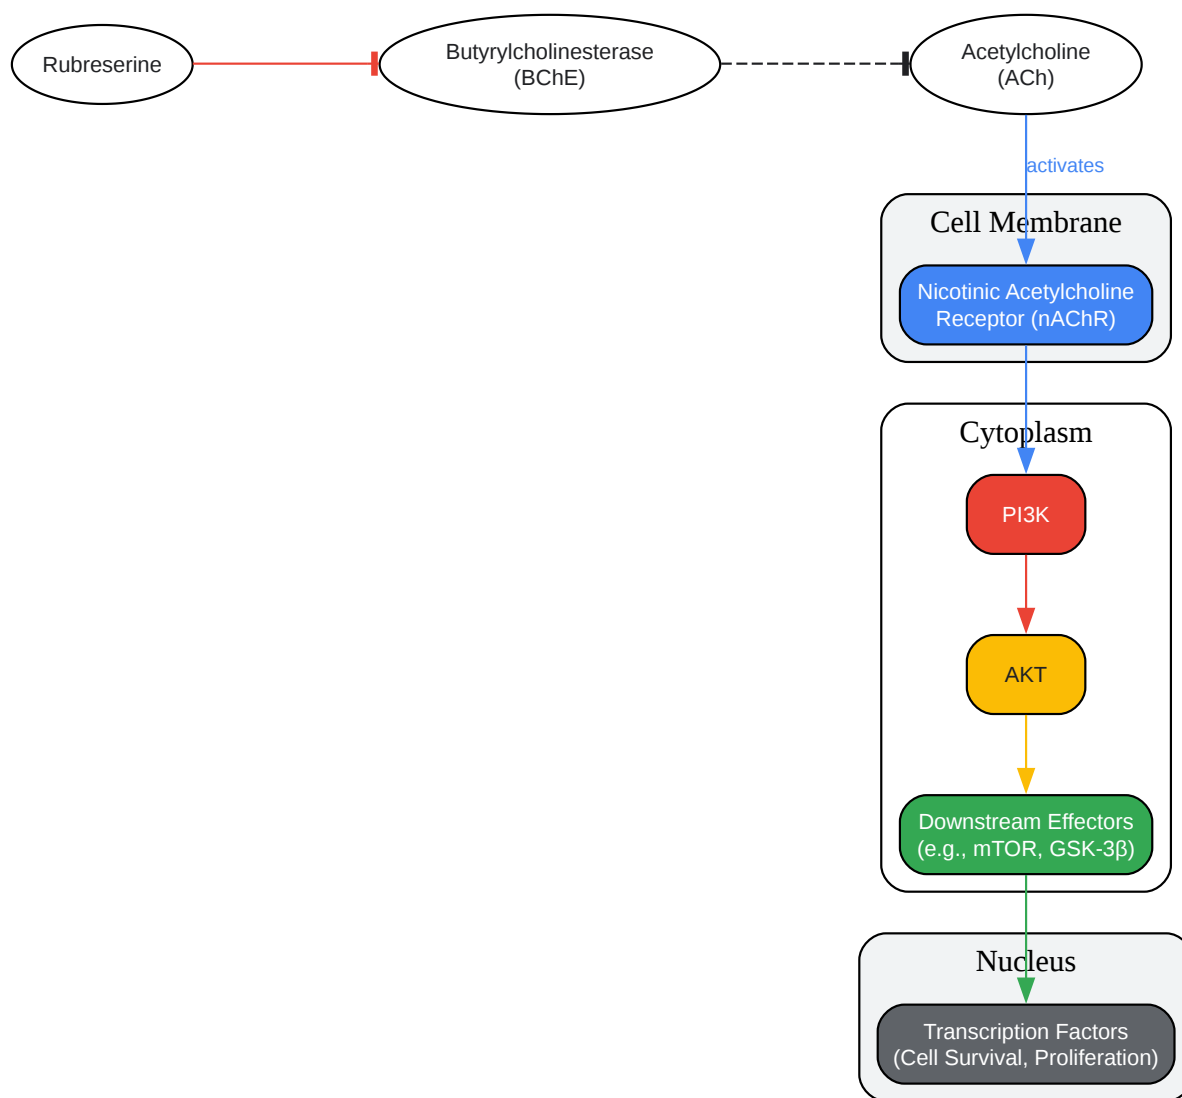 Rubreserine
Butyrylcholinesterase
(BChE)
Acetylcholine
(ACh)
activates
Cell Membrane
Nicotinic Acetylcholine
Receptor (nAChR)
Cytoplasm
PI3K
AKT
Downstream Effectors
(e.g., mTOR, GSK-3β)
Nucleus
Transcription Factors
(Cell Survival, Proliferation)